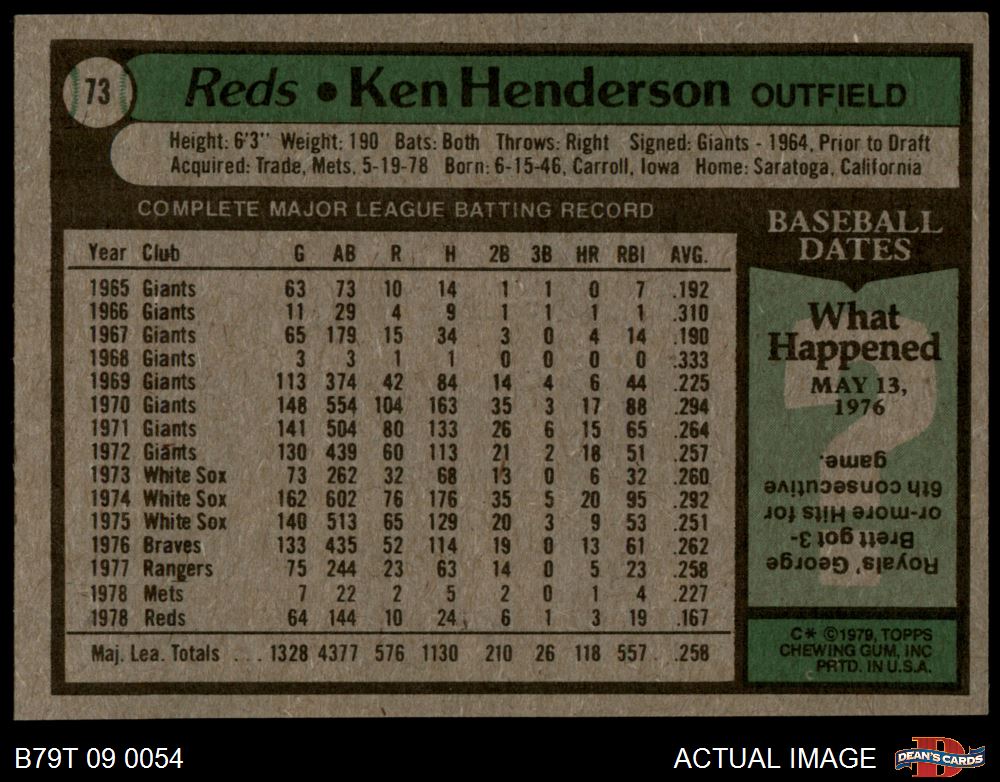 73
Reds • Ken Henderson OUTFIELD
Height: 6'3" Weight: 190 Bats: Both Throws: Right Signed: Giants - 1964, Prior to Draft
Acquired: Trade, Mets, 5-19-78 Born: 6-15-46, Carroll, Iowa Home: Saratoga, California
COMPLETE MAJOR LEAGUE BATTING RECORD
Year Club G AB R H 2B 3B HR RBI AVG.
1965 Giants 63 73 10 14 1 1 0 7 .192
1966 Giants 11 29 4 9 1 1 1 1 .310
1967 Giants 65 179 15 34 3 0 4 14 .190
1968 Giants 3 3 1 1 0 0 0 0 .333
1969 Giants 113 374 42 84 14 4 6 44 .225
1970 Giants 148 554 104 163 35 3 17 88 .294
1971 Giants 141 504 80 133 26 6 15 65 .264
1972 Giants 130 439 60 113 21 2 18 51 .257
1973 White Sox 73 262 32 68 13 0 6 32 .260
1974 White Sox 162 602 76 176 35 5 20 95 .292
1975 White Sox 140 513 65 129 20 3 9 53 .251
1976 Braves 133 435 52 114 19 0 13 61 .262
1977 Rangers 75 244 23 63 14 0 5 23 .258
1978 Mets 7 22 2 5 2 0 1 4 .227
1978 Reds 64 144 10 24 6 1 3 19 .167
Maj. Lea. Totals ... 1328 4377 576 1130 210 26 118 557 .258
BASEBALL
DATES
What
Happened
MAY 13,
1976
Royals' George
Brett got 3-
or-more Hits for
6th consecutive
game.
C* ©1979, TOPPS
CHEWING GUM, INC
PRTD. IN U.S.A.
B79T 09 0054
ACTUAL IMAGE
DEAN'S CARDS